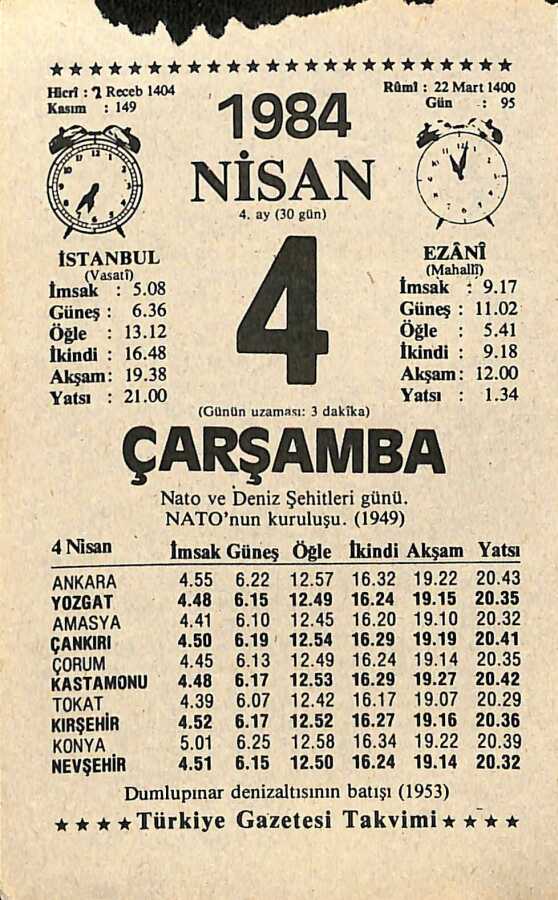 ★★★★★★★★★★★★★★★★★★★★★★
Hicrî : 2 Receb 1404
Kasım : 149
Rûmî : 22 Mart 1400
Gün : 95
1984
NİSAN
4. ay (30 gün)
4
İSTANBUL
(Vasatî)
İmsak : 5.08
Güneş : 6.36
Öğle : 13.12
İkindi : 16.48
Akşam: 19.38
Yatsı : 21.00
EZÂNÎ
(Mahallî)
İmsak : 9.17
Güneş : 11.02
Öğle : 5.41
İkindi : 9.18
Akşam: 12.00
Yatsı : 1.34
(Günün uzaması: 3 dakîka)
ÇARŞAMBA
Nato ve Deniz Şehitleri günü.
NATO'nun kuruluşu. (1949)
4 Nîsan İmsak Güneş Öğle İkindi Akşam Yatsı
ANKARA 4.55 6.22 12.57 16.32 19.22 20.43
YOZGAT 4.48 6.15 12.49 16.24 19.15 20.35
AMASYA 4.41 6.10 12.45 16.20 19.10 20.32
ÇANKIRI 4.50 6.19 12.54 16.29 19.19 20.41
ÇORUM 4.45 6.13 12.49 16.24 19.14 20.35
KASTAMONU 4.48 6.17 12.53 16.29 19.27 20.42
TOKAT 4.39 6.07 12.42 16.17 19.07 20.29
KIRŞEHİR 4.52 6.17 12.52 16.27 19.16 20.36
KONYA 5.01 6.25 12.58 16.34 19.22 20.39
NEVŞEHİR 4.51 6.15 12.50 16.24 19.14 20.32
Dumlupınar denizaltısının batışı (1953)
★★★★Türkiye Gazetesi Takvimi★★★★